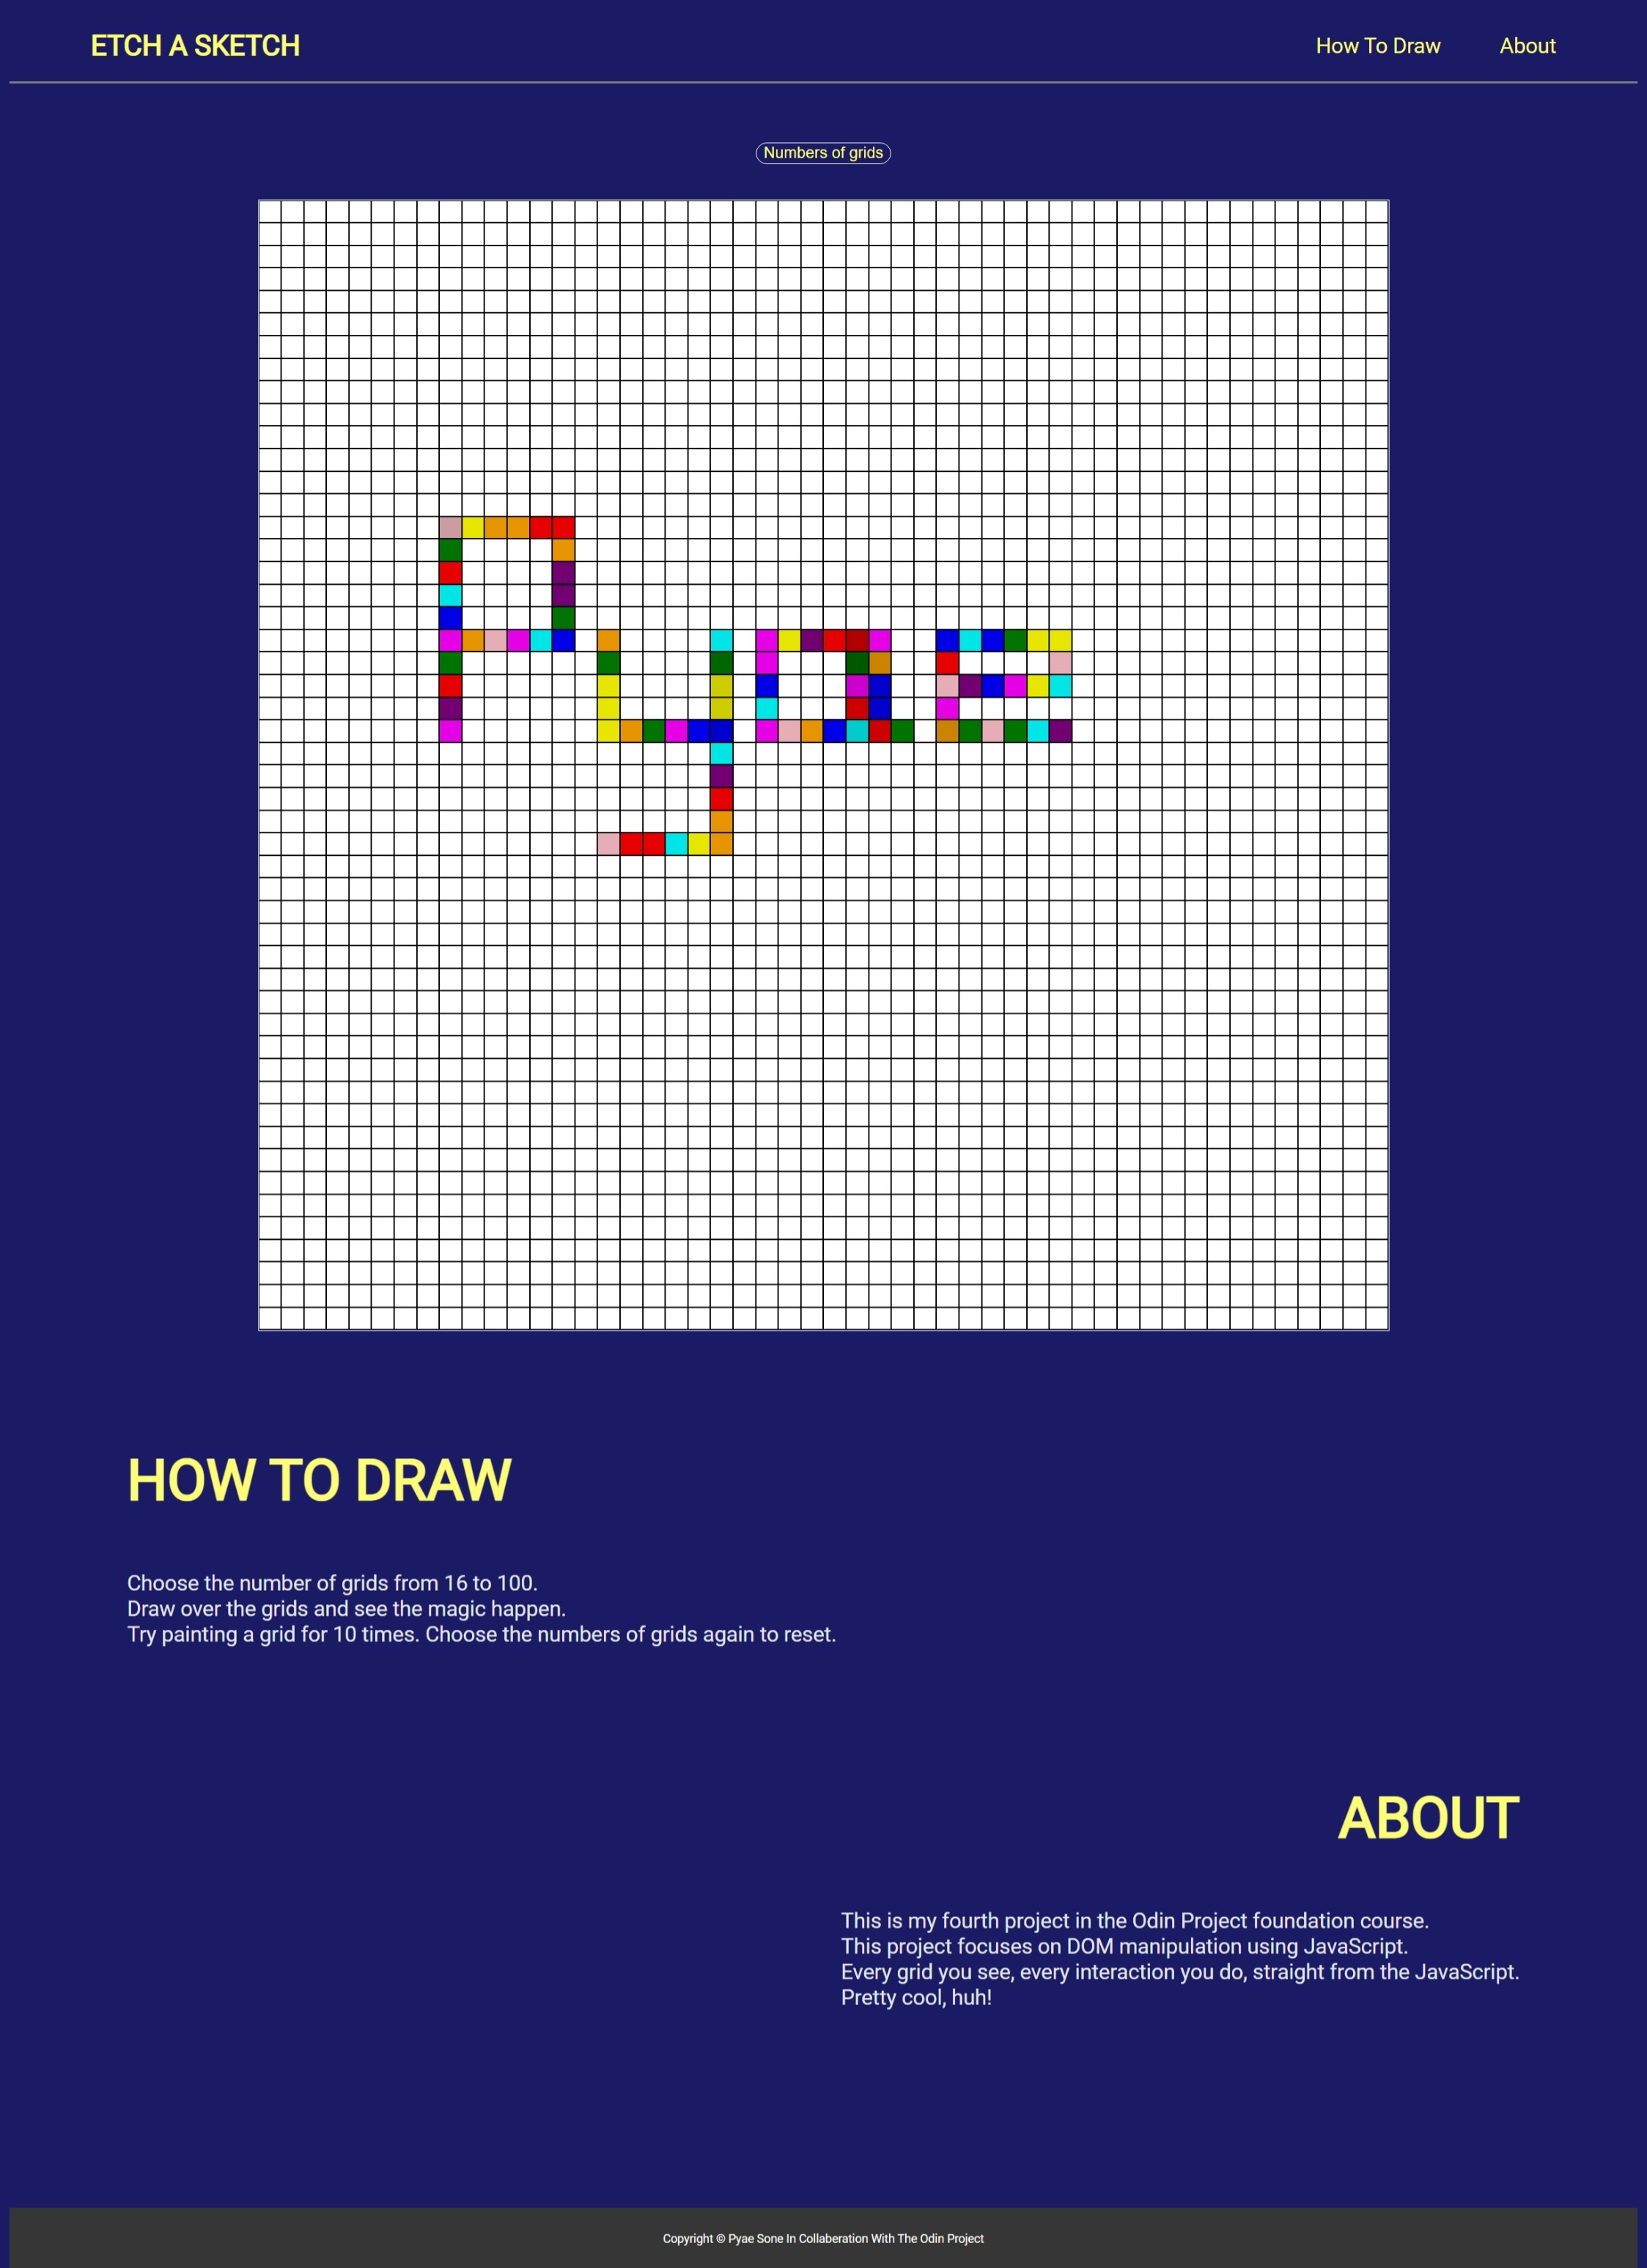 ETCH A SKETCH
How To Draw
About
Numbers of grids
Pyae
HOW TO DRAW
Choose the number of grids from 16 to 100.
Draw over the grids and see the magic happen.
Try painting a grid for 10 times. Choose the numbers of grids again to reset.
ABOUT
This is my fourth project in the Odin Project foundation course.
This project focuses on DOM manipulation using JavaScript.
Every grid you see, every interaction you do, straight from the JavaScript.
Pretty cool, huh!
Copyright © Pyae Sone In Collaberation With The Odin Project